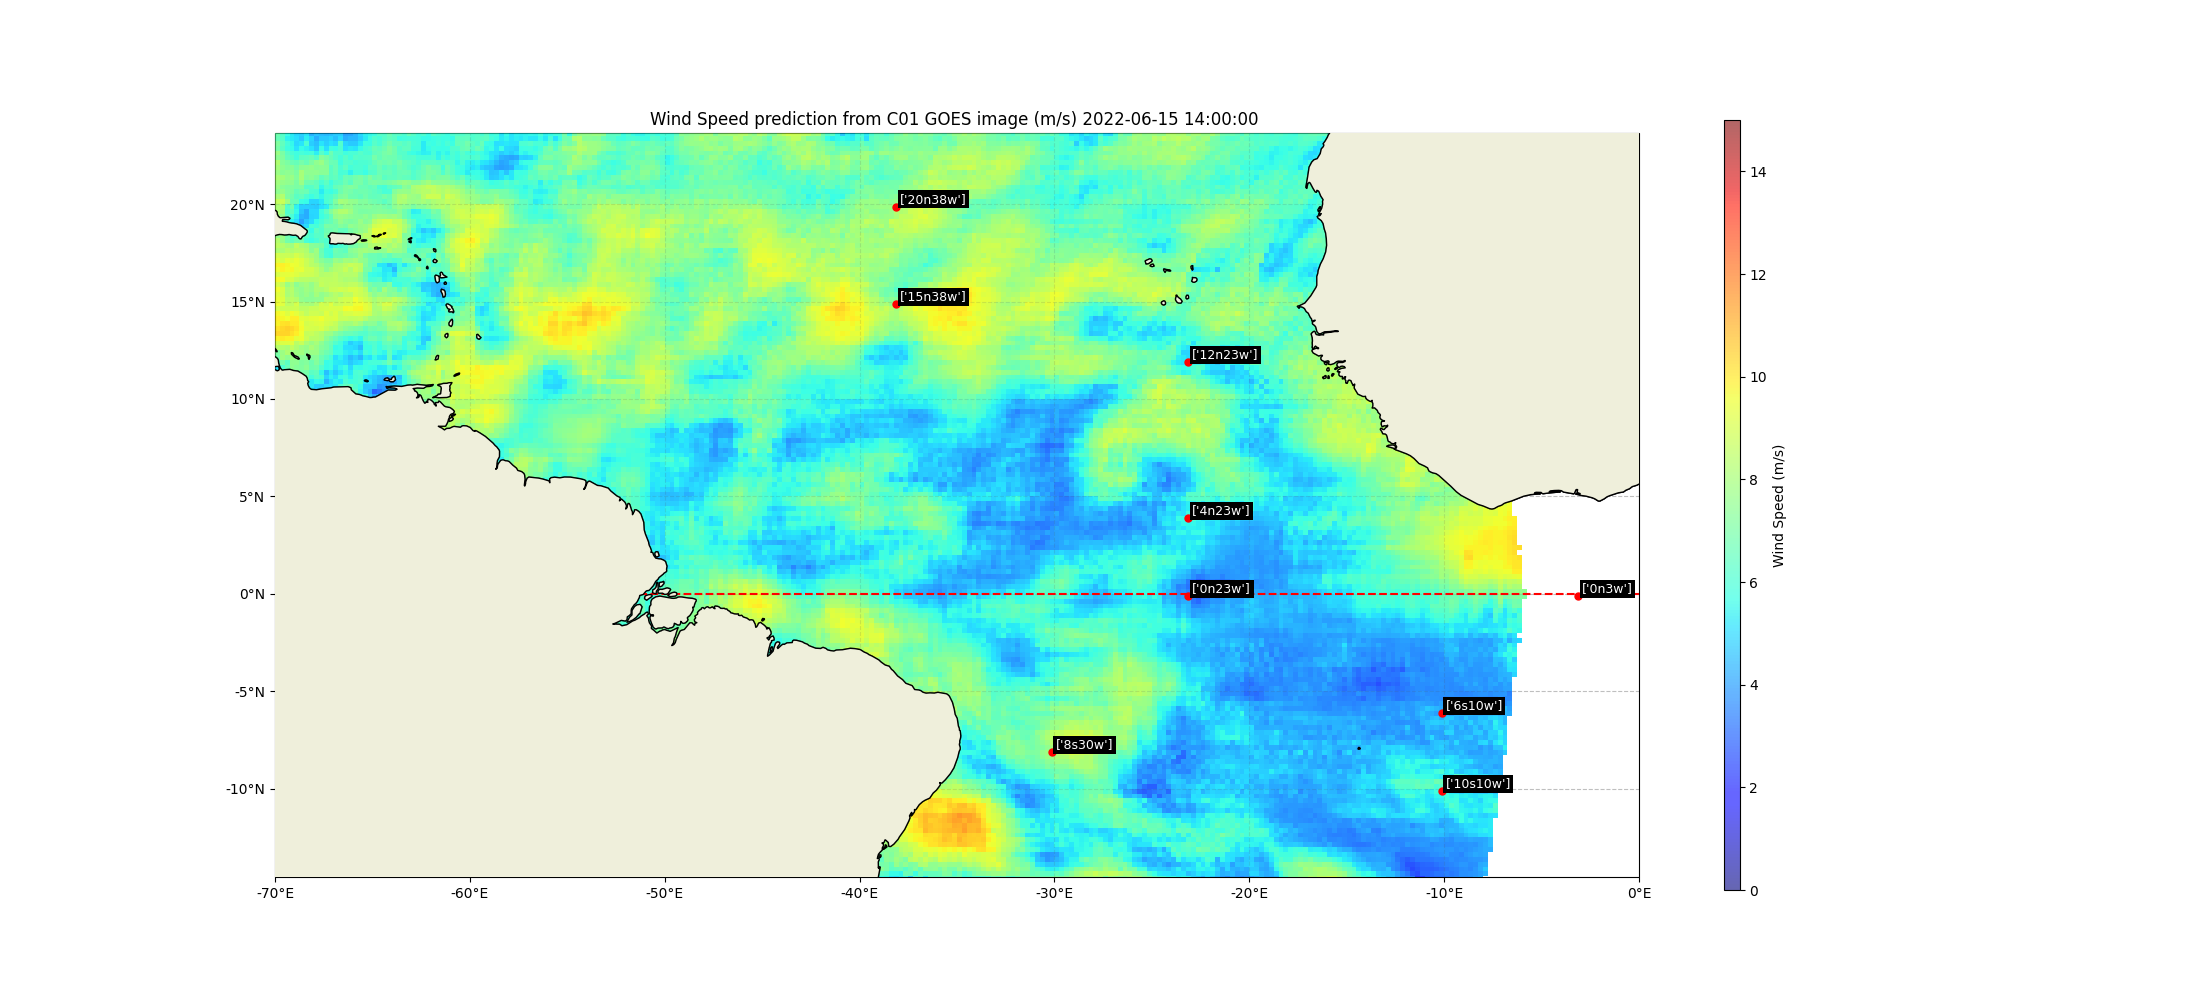 Wind Speed prediction from C01 GOES image (m/s) 2022-06-15 14:00:00
20°N
15°N
10°N
5°N
0°N
-5°N
-10°N
-70°E
-60°E
-50°E
-40°E
-30°E
-20°E
-10°E
0°E
['20n38w']
['15n38w']
['12n23w']
['4n23w']
['0n23w']
['0n3w']
['6s10w']
['8s30w']
['10s10w']
14
12
10
8
6
4
2
0
Wind Speed (m/s)